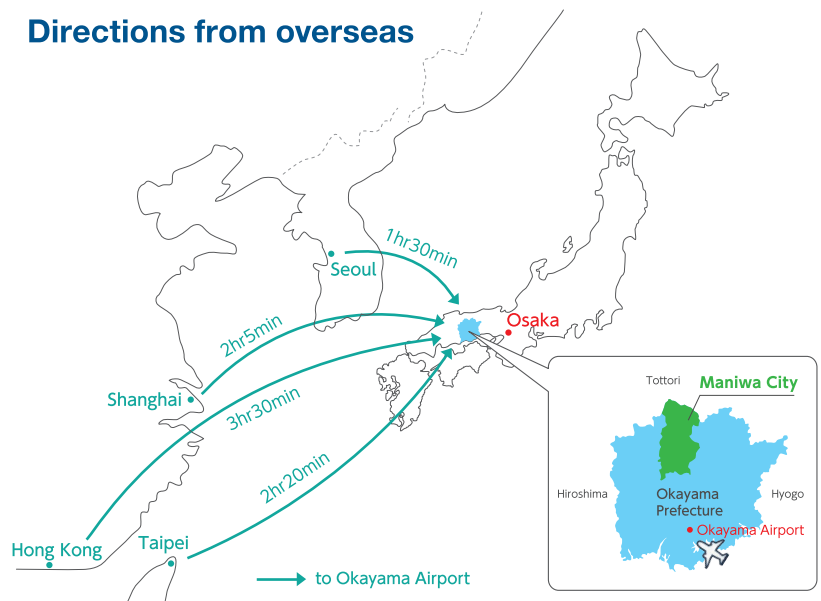 Directions from overseas
1hr30min
Seoul
Osaka
2hr5min
Shanghai
3hr30min
2hr20min
Hong Kong
Taipei
to Okayama Airport
Tottori
Maniwa City
Hiroshima
Okayama
Prefecture
Hyogo
Okayama Airport